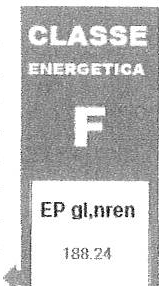 CLASSE
ENERGETICA
F
EP gl,nren
188.24